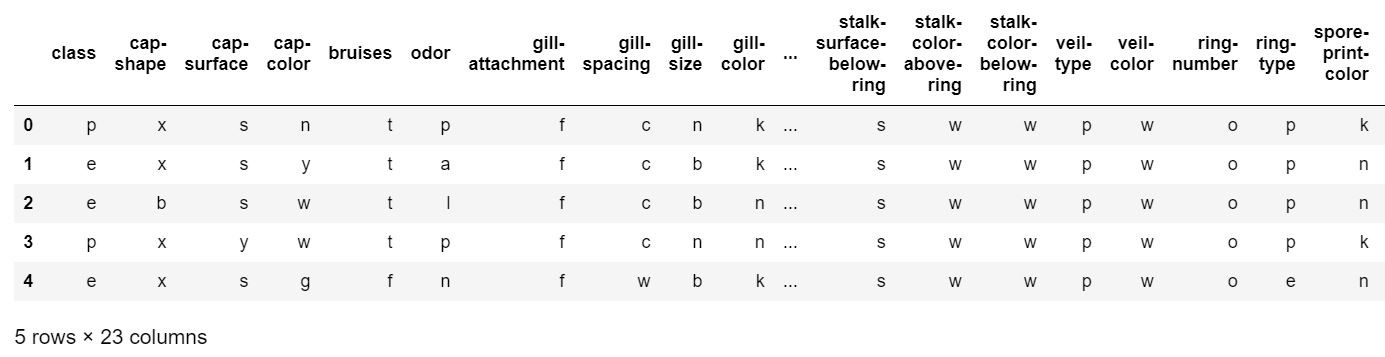 class cap-shape cap-surface cap-color bruises odor gill-attachment gill-spacing gill-size gill-color ... stalk-surface-below-ring stalk-color-above-ring stalk-color-below-ring veil-type veil-color ring-number ring-type spore-print-color
0 p x s n t p f c n k ... s w w p w o p k
1 e x s y t a f c b k ... s w w p w o p n
2 e b s w t l f c b n ... s w w p w o p n
3 p x y w t p f c n n ... s w w p w o p k
4 e x s g f n f w b k ... s w w p w o e n
5 rows × 23 columns